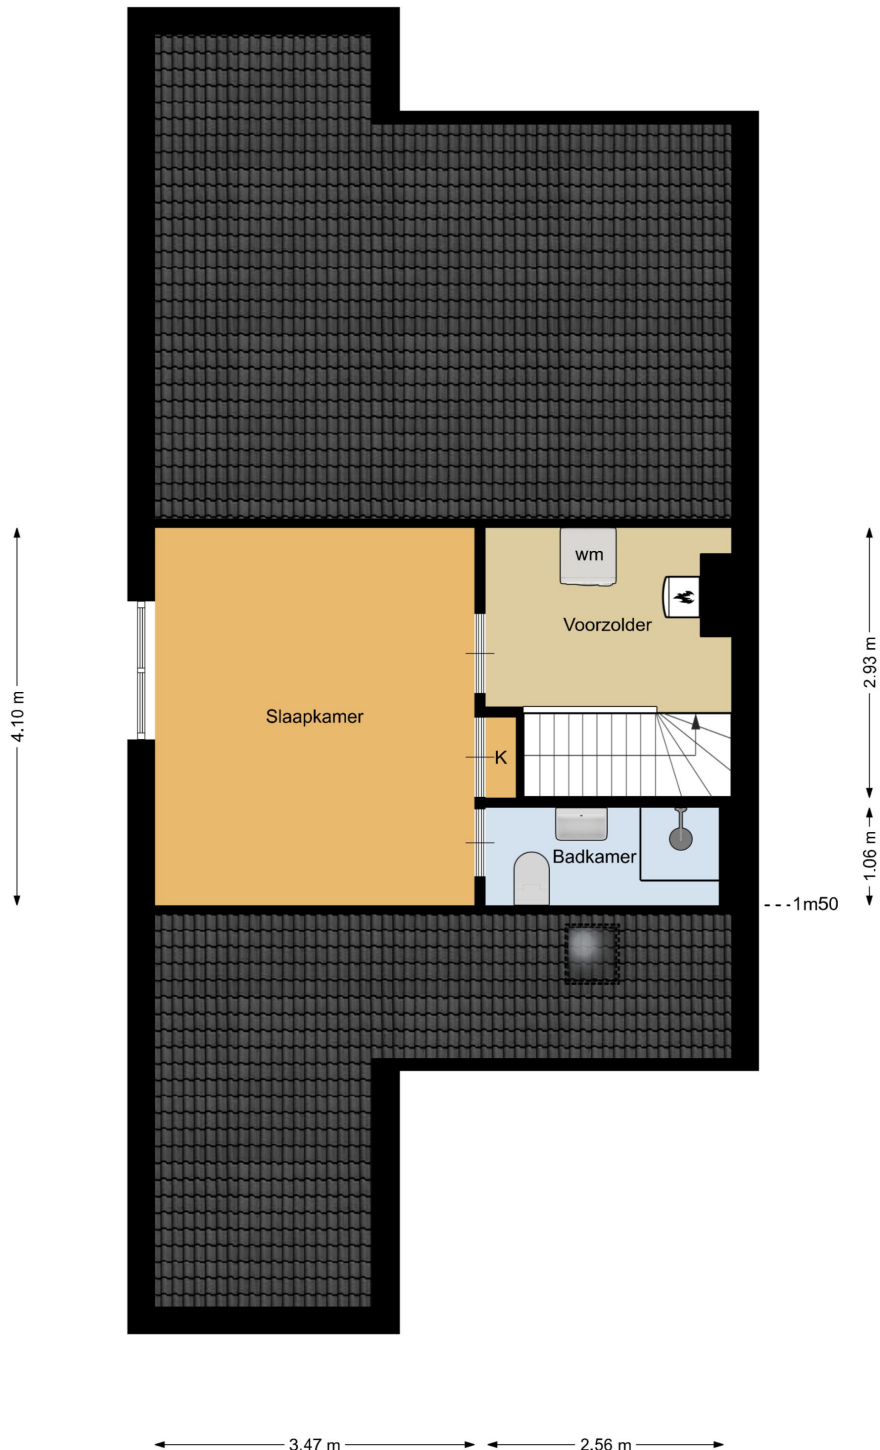 wm
Voorzolder
4.10 m
2.93 m
Slaapkamer
K
Badkamer
1.06 m
---1m50
3.47 m
2.56 m